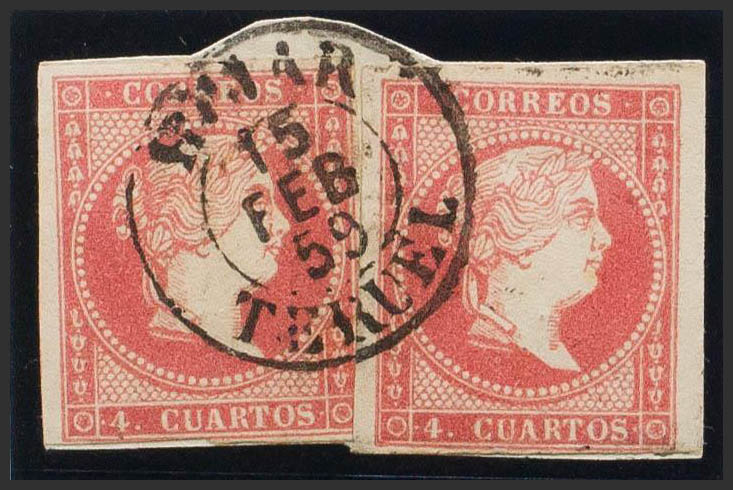 CORREOS
4. CUARTOS
CORREOS
4. CUARTOS
15
FEB
59
TERUEL